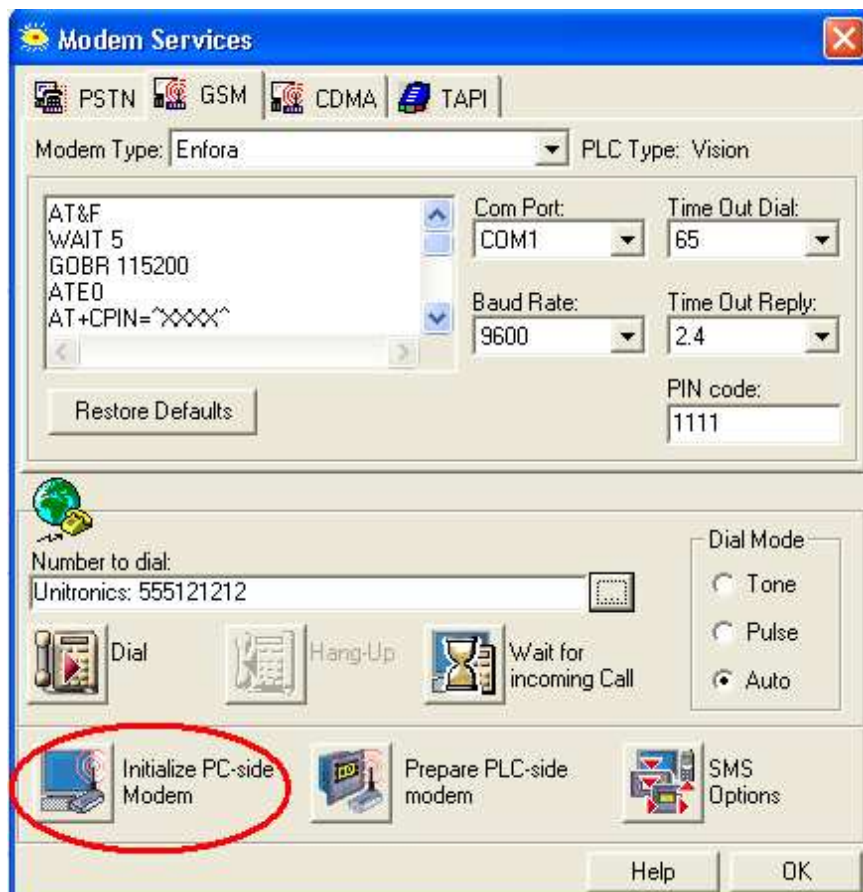 Modem Services
PSTN GSM CDMA TAPI
Modem Type: Enfora PLC Type: Vision
AT&F
WAIT 5
GOBR 115200
ATE0
AT+CPIN=^XXXX^
Com Port: Time Out Dial:
COM1 65
Baud Rate: Time Out Reply:
9600 2.4
PIN code:
1111
Restore Defaults
Number to dial:
Unitronics: 555121212 ...
Dial Mode
Tone
Pulse
Auto
Dial
Hang-Up
Wait for
incoming Call
Initialize PC-side
Modem
Prepare PLC-side
modem
SMS
Options
Help OK